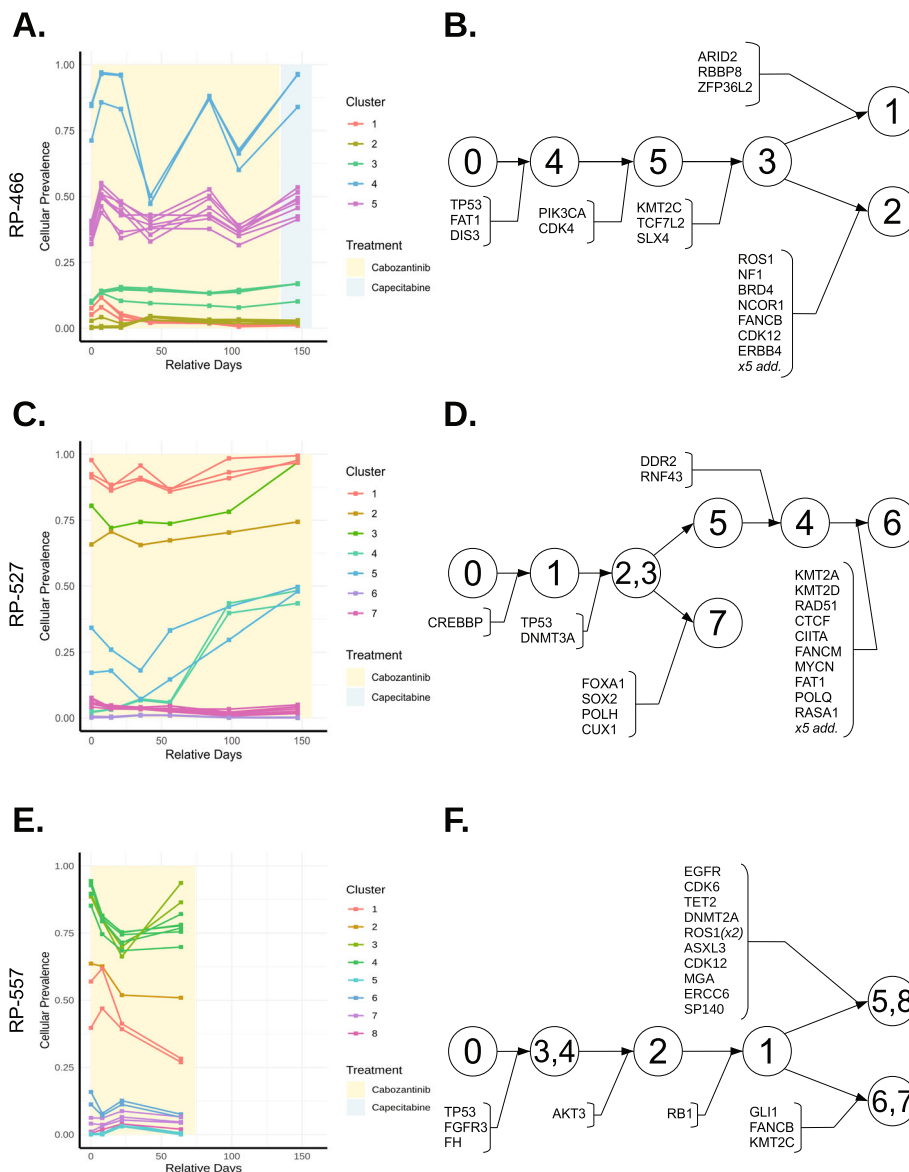 A.
RP-466
Cellular Prevalence
1.00
0.75
0.50
0.25
0.00
0
50
100
150
Relative Days
Cluster
1
2
3
4
5
Treatment
Cabozantinib
Capecitabine
B.
ARID2
RBBP8
ZFP36L2
0
4
5
3
1
2
TP53
FAT1
DIS3
PIK3CA
CDK4
KMT2C
TCF7L2
SLX4
ROS1
NF1
BRD4
NCOR1
FANCB
CDK12
ERBB4
x5 add.
C.
RP-527
Cellular Prevalence
1.00
0.75
0.50
0.25
0.00
0
50
100
150
Relative Days
Cluster
1
2
3
4
5
6
7
Treatment
Cabozantinib
Capecitabine
D.
DDR2
RNF43
0
1
2,3
5
4
6
7
CREBBP
TP53
DNMT3A
FOXA1
SOX2
POLH
CUX1
KMT2A
KMT2D
RAD51
CTCF
CIITA
FANCM
MYCN
FAT1
POLQ
RASA1
x5 add.
E.
RP-557
Cellular Prevalence
1.00
0.75
0.50
0.25
0.00
0
50
100
150
Relative Days
Cluster
1
2
3
4
5
6
7
8
Treatment
Cabozantinib
Capecitabine
F.
EGFR
CDK6
TET2
DNMT2A
ROS1(x2)
ASXL3
CDK12
MGA
ERCC6
SP140
0
3,4
2
1
5,8
6,7
TP53
FGFR3
FH
AKT3
RB1
GLI1
FANCB
KMT2C